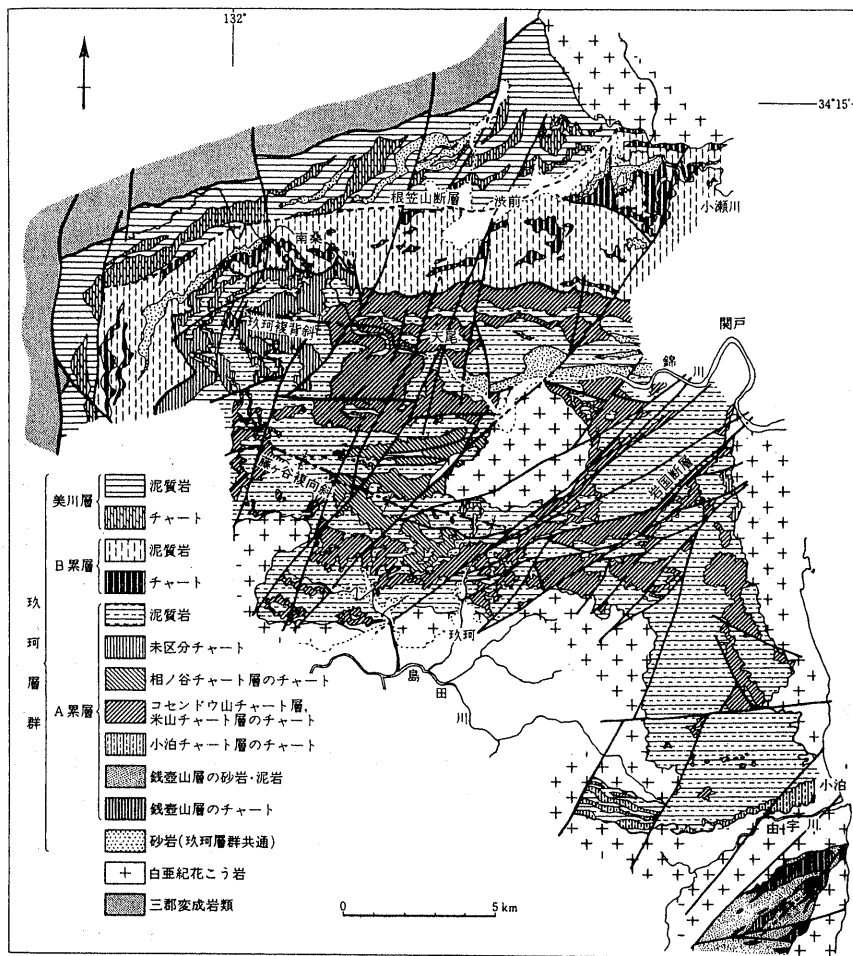 132°
34°15′
根笠山断層
渋前
小瀬川
南桑
関戸
玖珂複背斜
天尾
錦川
岩国断層
玖珂
島田川
小泊
由宇川
玖珂層群
美川層
泥質岩
チャート
B累層
泥質岩
チャート
A累層
泥質岩
未区分チャート
相ノ谷チャート層のチャート
コセンドウ山チャート層,
米山チャート層のチャート
小泊チャート層のチャート
銭壺山層の砂岩・泥岩
銭壺山層のチャート
砂岩(玖珂層群共通)
白亜紀花こう岩
三郡変成岩類
0 5 km